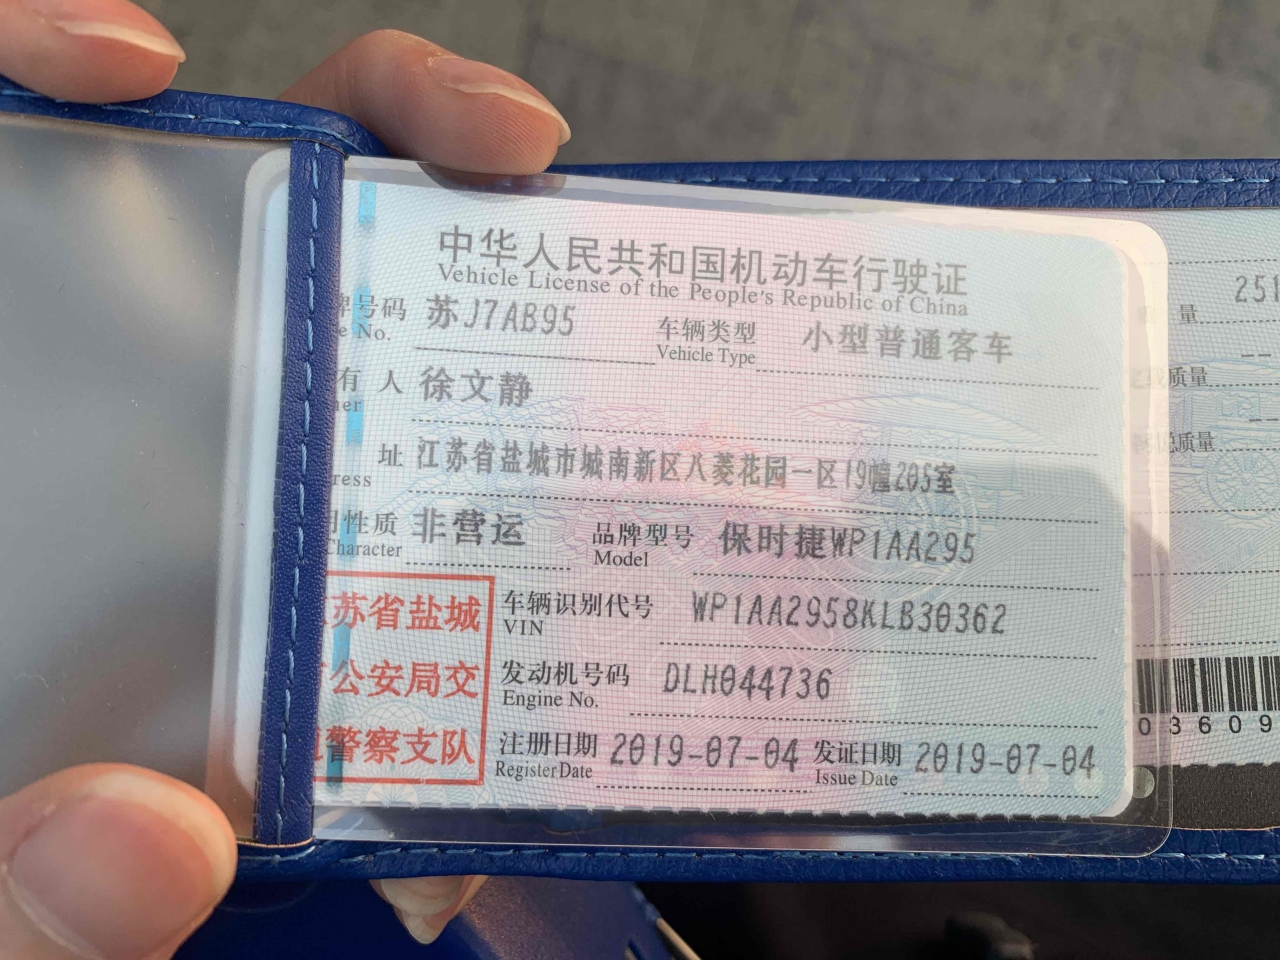 中华人民共和国机动车行驶证
Vehicle License of the People's Republic of China
牌号码 苏J7AB95 车辆类型 小型普通客车
e No. Vehicle Type
有 人 徐文静
ner
址 江苏省盐城市城南新区八菱花园一区19幢205室
ress
用性质 非营运 品牌型号 保时捷WP1AA295
Character Model
苏省盐城 车辆识别代号 WP1AA2958KLB30362
VIN
公安局交 发动机号码 DLH044736
Engine No.
警察支队 注册日期 2019-07-04 发证日期 2019-07-04
Register Date Issue Date
量 251
载质量 --
总质量 --
03609